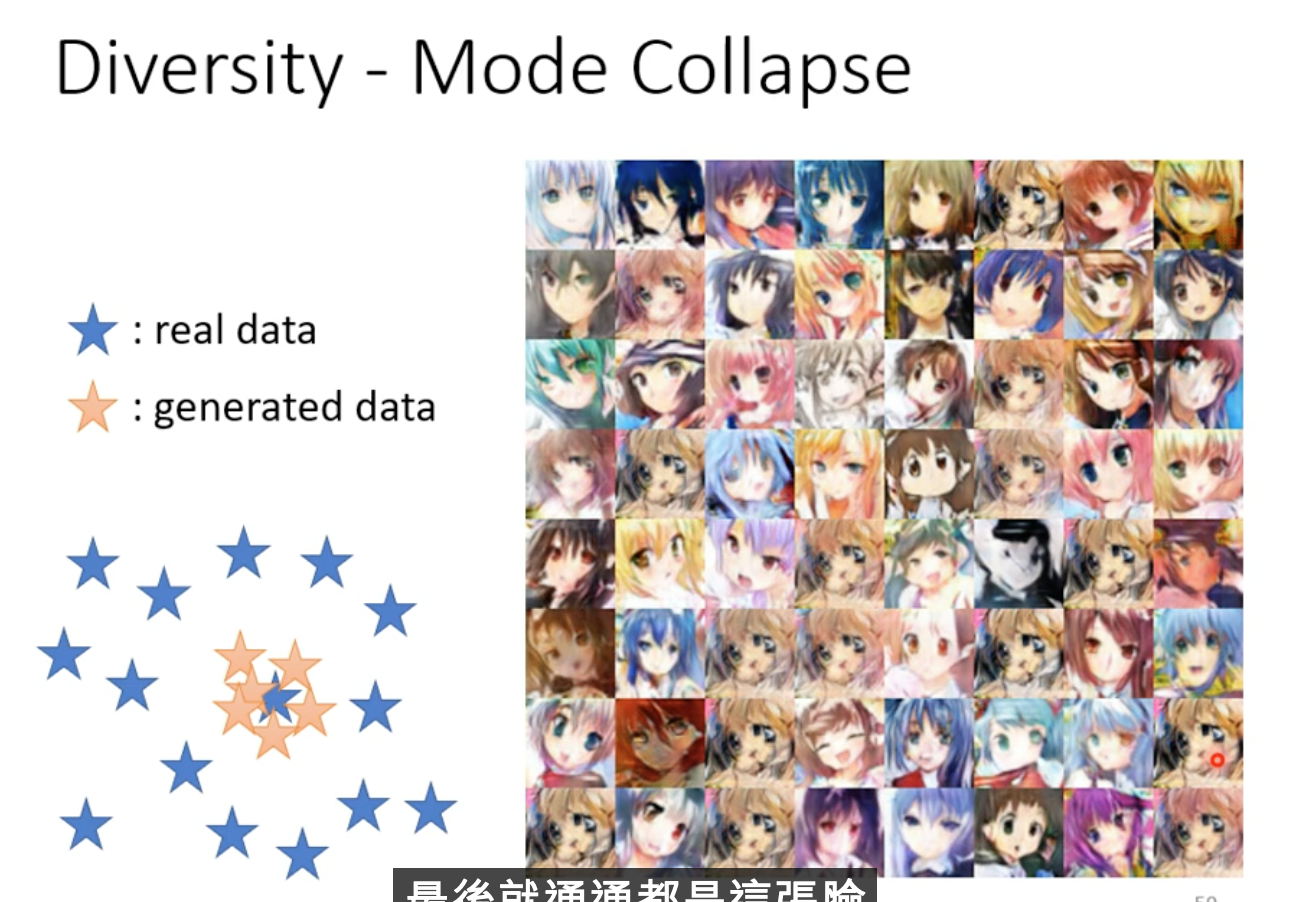 Diversity - Mode Collapse
: real data
: generated data
最後就通通都是這張臉